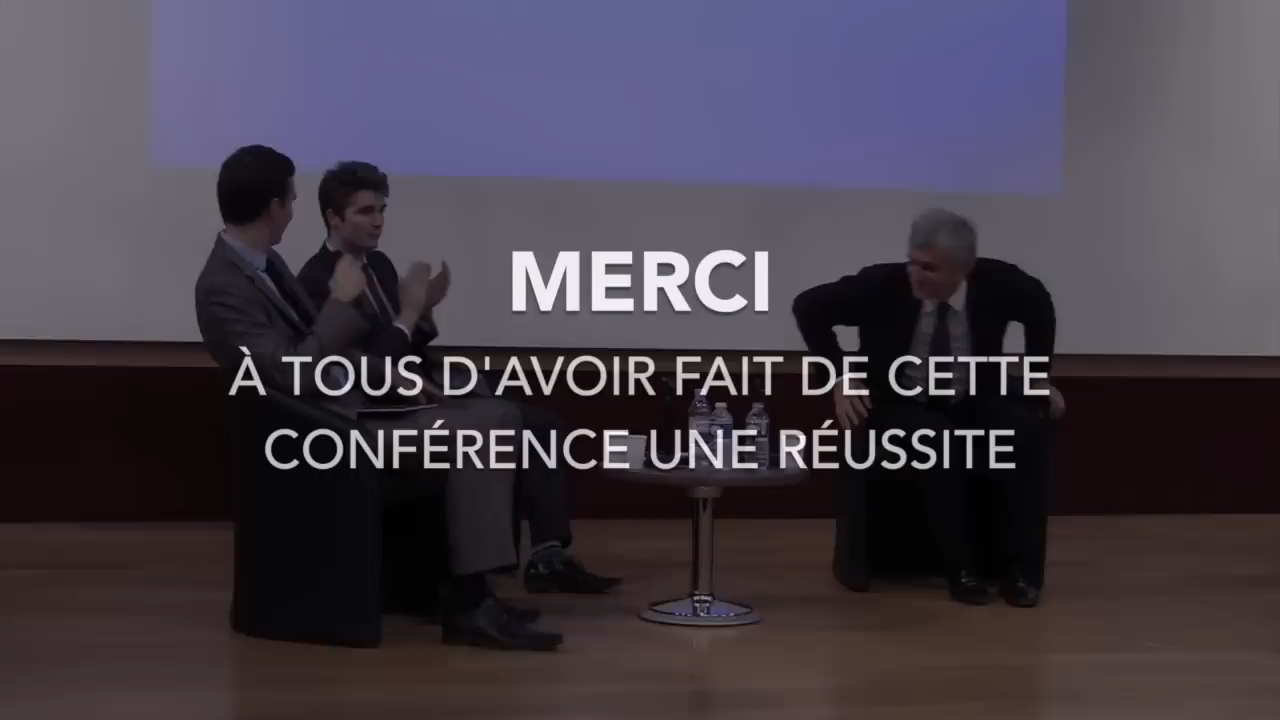 MERCI
À TOUS D'AVOIR FAIT DE CETTE
CONFÉRENCE UNE RÉUSSITE